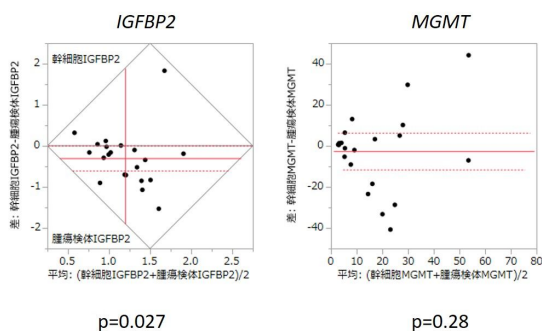 IGFBP2
MGMT
幹細胞IGFBP2
腫瘍検体IGFBP2
差: 幹細胞IGFBP2-腫瘍検体IGFBP2
2
1
0
-1
-2
0.5
1.0
1.5
2.0
2.5
平均: (幹細胞IGFBP2+腫瘍検体IGFBP2)/2
差: 幹細胞MGMT-腫瘍検体MGMT
40
20
0
-20
-40
0
10
20
30
40
50
60
70
80
90
平均: (幹細胞MGMT+腫瘍検体MGMT)/2
p=0.027
p=0.28